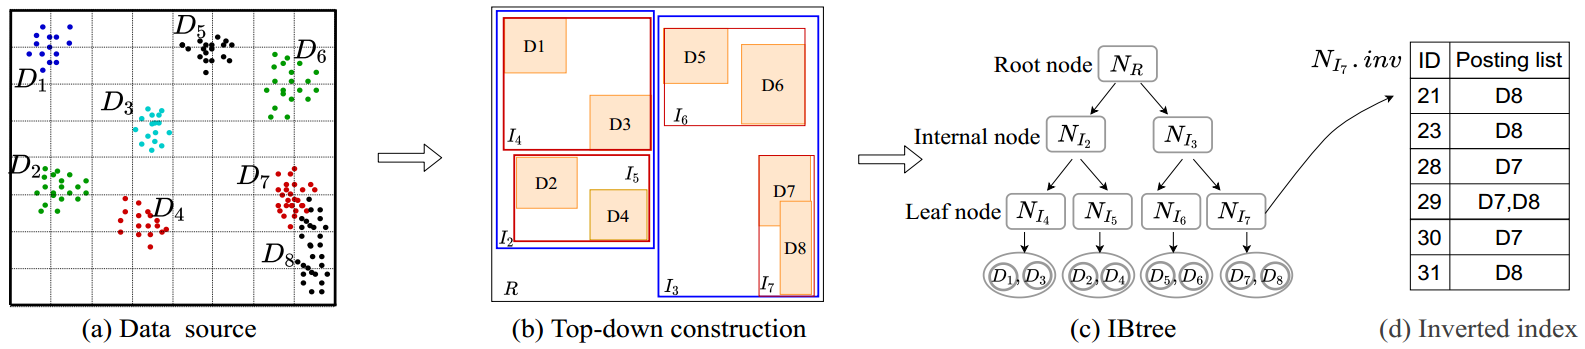 D1
D2
D3
D4
D5
D6
D7
D8
(a) Data source
D1
D3
I4
D2
D4
I5
I2
D5
D6
I6
D7
D8
I7
I3
R
(b) Top-down construction
Root node NR
Internal node NI2 NI3
Leaf node NI4 NI5 NI6 NI7
D1, D3 D2, D4 D5, D6 D7, D8
(c) IBtree
NI7.inv
ID Posting list
21 D8
23 D8
28 D7
29 D7,D8
30 D7
31 D8
(d) Inverted index